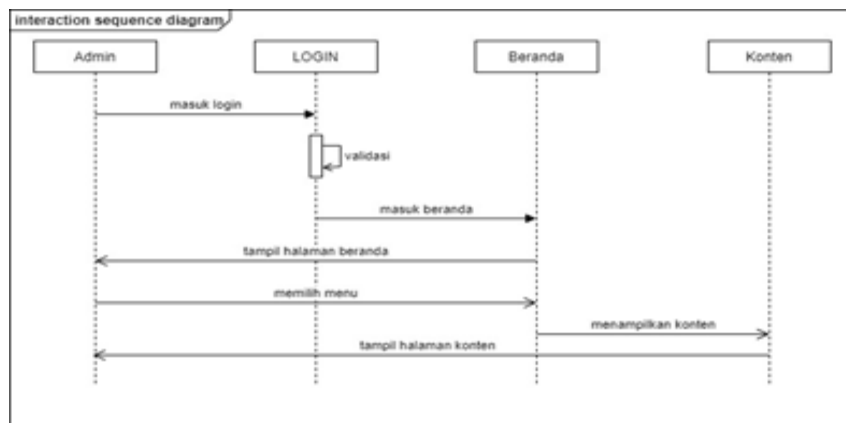 interaction sequence diagram
Admin
LOGIN
Beranda
Konten
masuk login
validasi
masuk beranda
tampil halaman beranda
memilih menu
menampilkan konten
tampil halaman konten